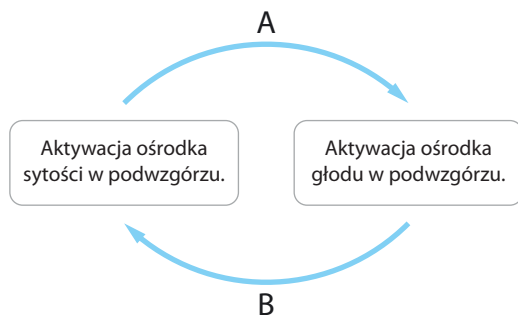 A
Aktywacja ośrodka
sytości w podwzgórzu.
Aktywacja ośrodka
głodu w podwzgórzu.
B